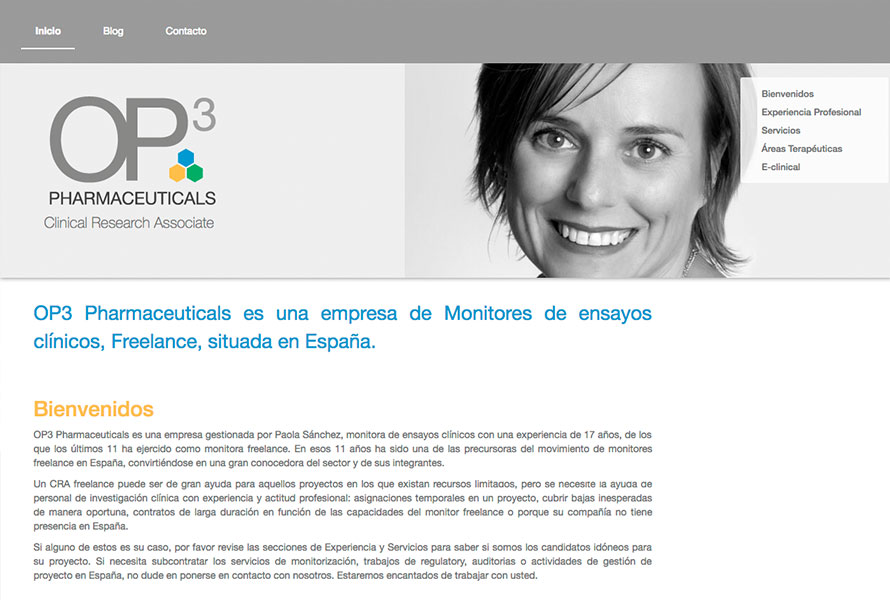 Inicio
Blog
Contacto
OP3
PHARMACEUTICALS
Clinical Research Associate
Bienvenidos
Experiencia Profesional
Servicios
Áreas Terapéuticas
E-clinical
OP3 Pharmaceuticals es una empresa de Monitores de ensayos
clínicos, Freelance, situada en España.
Bienvenidos
OP3 Pharmaceuticals es una empresa gestionada por Paola Sánchez, monitora de ensayos clínicos con una experiencia de 17 años, de los
que los últimos 11 ha ejercido como monitora freelance. En esos 11 años ha sido una de las precursoras del movimiento de monitores
freelance en España, convirtiéndose en una gran conocedora del sector y de sus integrantes.
Un CRA freelance puede ser de gran ayuda para aquellos proyectos en los que existan recursos limitados, pero se necesite la ayuda de
personal de investigación clínica con experiencia y actitud profesional: asignaciones temporales en un proyecto, cubrir bajas inesperadas
de manera oportuna, contratos de larga duración en función de las capacidades del monitor freelance o porque su compañía no tiene
presencia en España.
Si alguno de estos es su caso, por favor revise las secciones de Experiencia y Servicios para saber si somos los candidatos idóneos para
su proyecto. Si necesita subcontratar los servicios de monitorización, trabajos de regulatory, auditorias o actividades de gestión de
proyecto en España, no dude en ponerse en contacto con nosotros. Estaremos encantados de trabajar con usted.